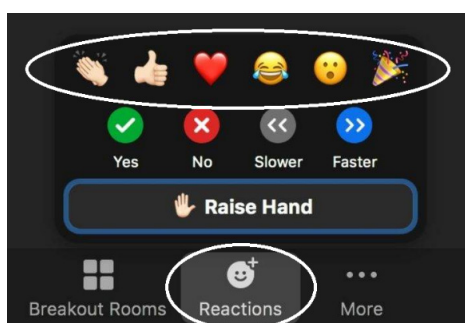 Yes No Slower Faster
Raise Hand
Breakout Rooms Reactions More